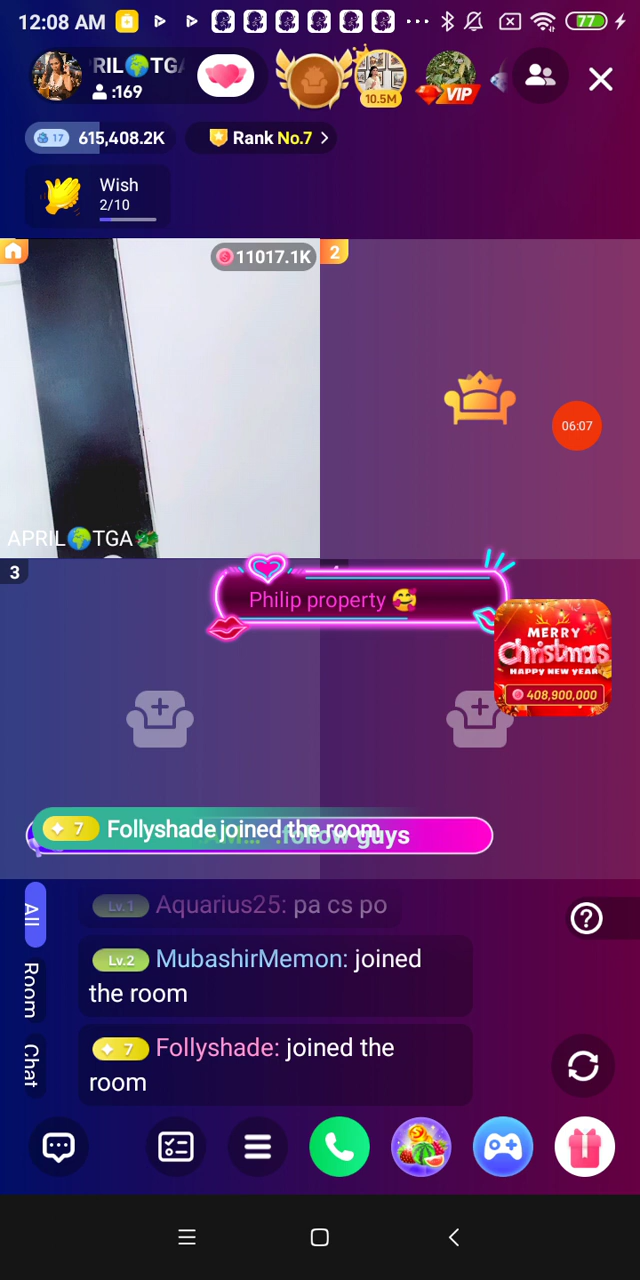 12:08 AM
77
RIL🌍TGA
:169
10.5M
VIP
17 615,408.2K
Rank No.7
Wish
2/10
11017.1K
2
06:07
APRIL🌍TGA🐲
3
Philip property 🥰
MERRY
Christmas
HAPPY NEW YEAR
408,900,000
7 Follyshade joined the room
follow guys
All
Room
Chat
Lv.1 Aquarius25: pa cs po
Lv.2 MubashirMemon: joined
the room
7 Follyshade: joined the
room